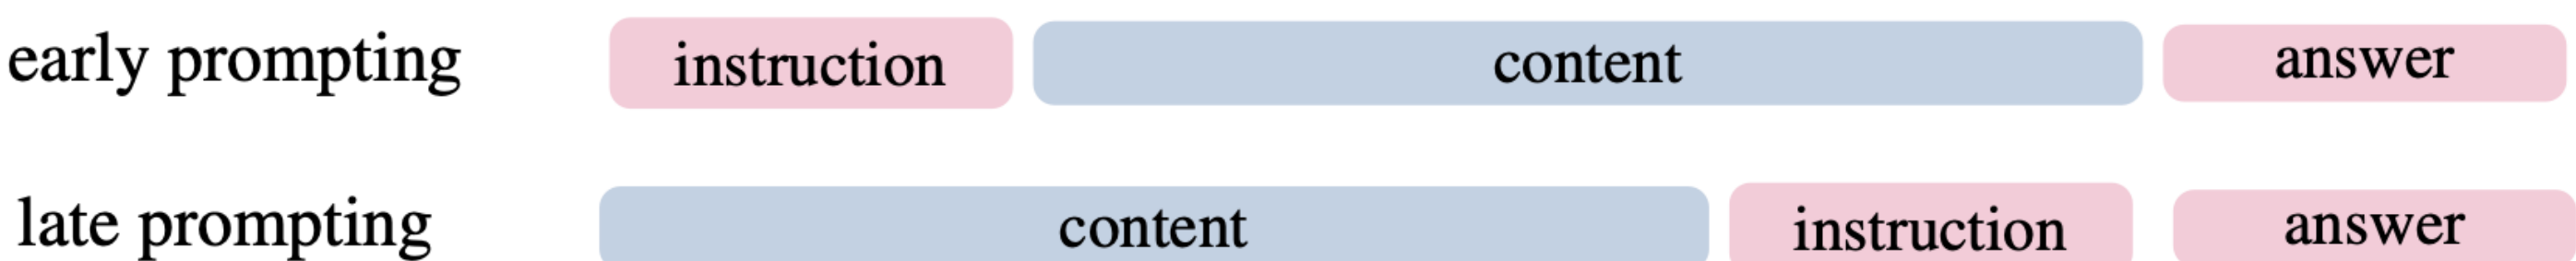 early prompting instruction content answer
late prompting content instruction answer